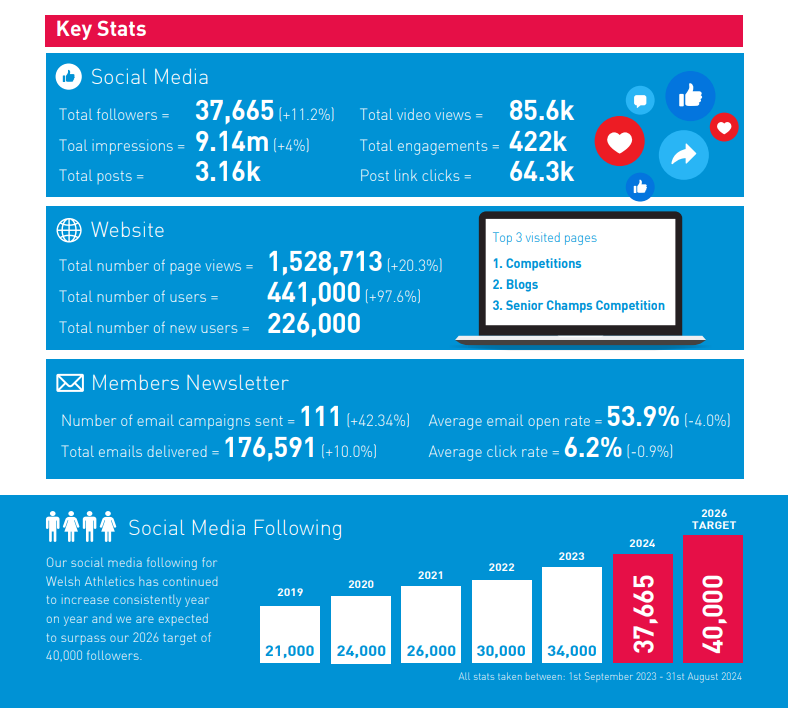 Key Stats
Social Media
Total followers = 37,665 (+11.2%)
Total video views = 85.6k
Toal impressions = 9.14m (+4%)
Total engagements = 422k
Total posts = 3.16k
Post link clicks = 64.3k
Website
Total number of page views = 1,528,713 (+20.3%)
Total number of users = 441,000 (+97.6%)
Total number of new users = 226,000
Top 3 visited pages
1. Competitions
2. Blogs
3. Senior Champs Competition
Members Newsletter
Number of email campaigns sent = 111 (+42.34%)
Average email open rate = 53.9% (-4.0%)
Total emails delivered = 176,591 (+10.0%)
Average click rate = 6.2% (-0.9%)
Social Media Following
Our social media following for
Welsh Athletics has continued
to increase consistently year
on year and we are expected
to surpass our 2026 target of
40,000 followers.
2019
21,000
2020
24,000
2021
26,000
2022
30,000
2023
34,000
2024
37,665
2026
TARGET
40,000
All stats taken between: 1st September 2023 - 31st August 2024